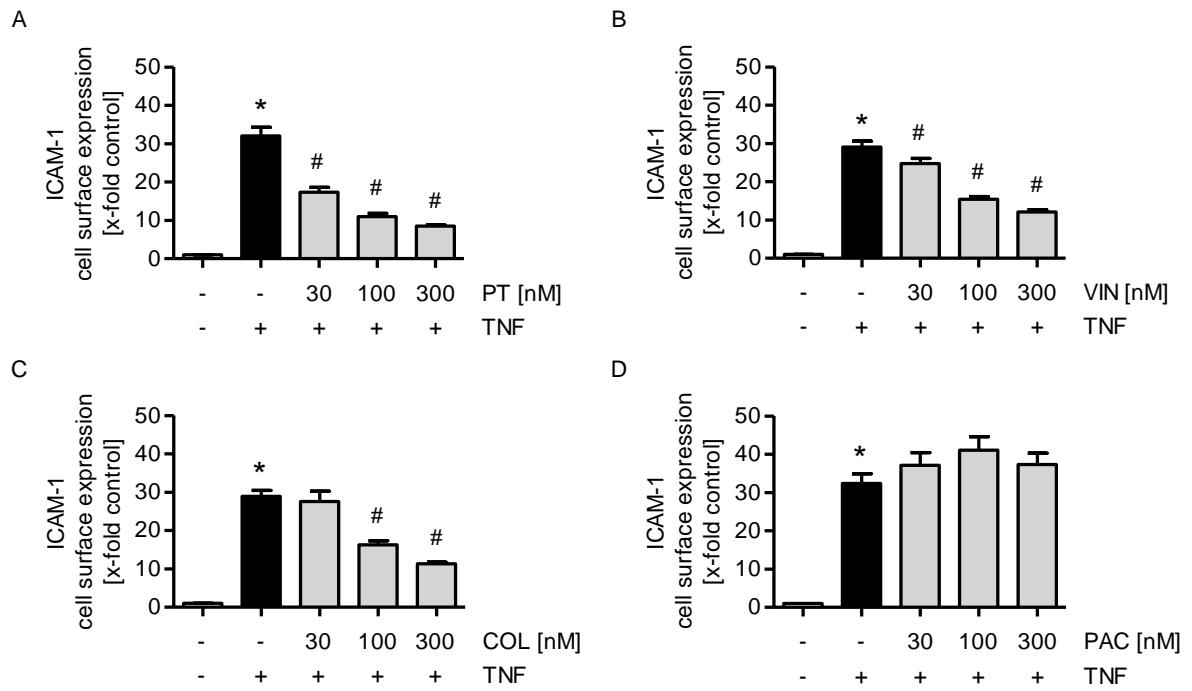 A
ICAM-1
cell surface expression
[x-fold control]
50
40
30
20
10
0
*
#
#
#
- - 30 100 300 PT [nM]
- + + + + TNF
B
ICAM-1
cell surface expression
[x-fold control]
50
40
30
20
10
0
*
#
#
#
- - 30 100 300 VIN [nM]
- + + + + TNF
C
ICAM-1
cell surface expression
[x-fold control]
50
40
30
20
10
0
*
#
#
- - 30 100 300 COL [nM]
- + + + + TNF
D
ICAM-1
cell surface expression
[x-fold control]
50
40
30
20
10
0
*
- - 30 100 300 PAC [nM]
- + + + + TNF